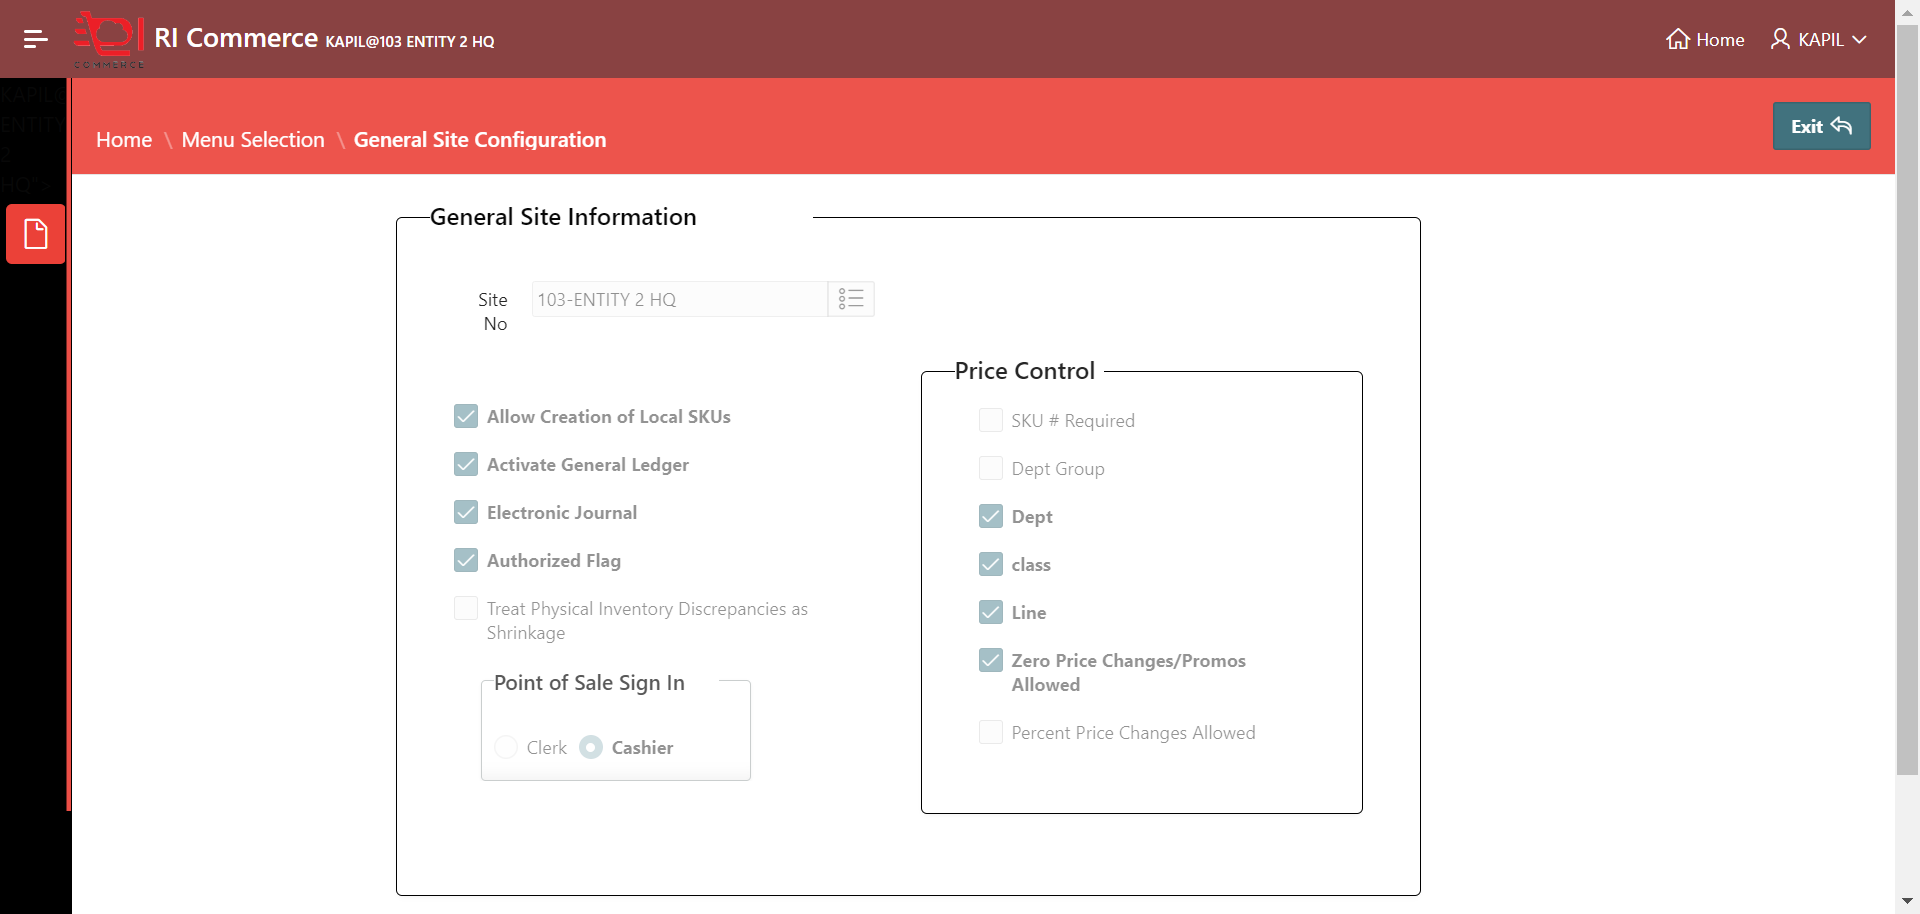 COMMERCE
RI Commerce KAPIL@103 ENTITY 2 HQ
Home
KAPIL
KAPIL@
ENTITY
2
HQ">
Home \ Menu Selection \ General Site Configuration
Exit
General Site Information
Site
No
103-ENTITY 2 HQ
Allow Creation of Local SKUs
Activate General Ledger
Electronic Journal
Authorized Flag
Treat Physical Inventory Discrepancies as
Shrinkage
Point of Sale Sign In
Clerk
Cashier
Price Control
SKU # Required
Dept Group
Dept
class
Line
Zero Price Changes/Promos
Allowed
Percent Price Changes Allowed